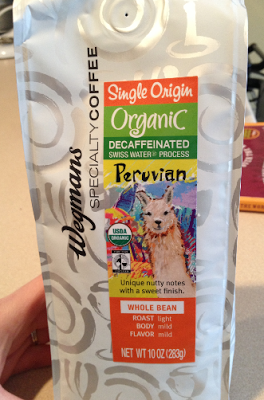 Wegmans
SPECIALTY COFFEE
Single Origin
Organic
DECAFFEINATED
SWISS WATER® PROCESS
Peruvian
USDA
ORGANIC
Unique nutty notes
with a sweet finish.
WHOLE BEAN
ROAST light
BODY mild
FLAVOR mild
NET WT 10 OZ (283g)